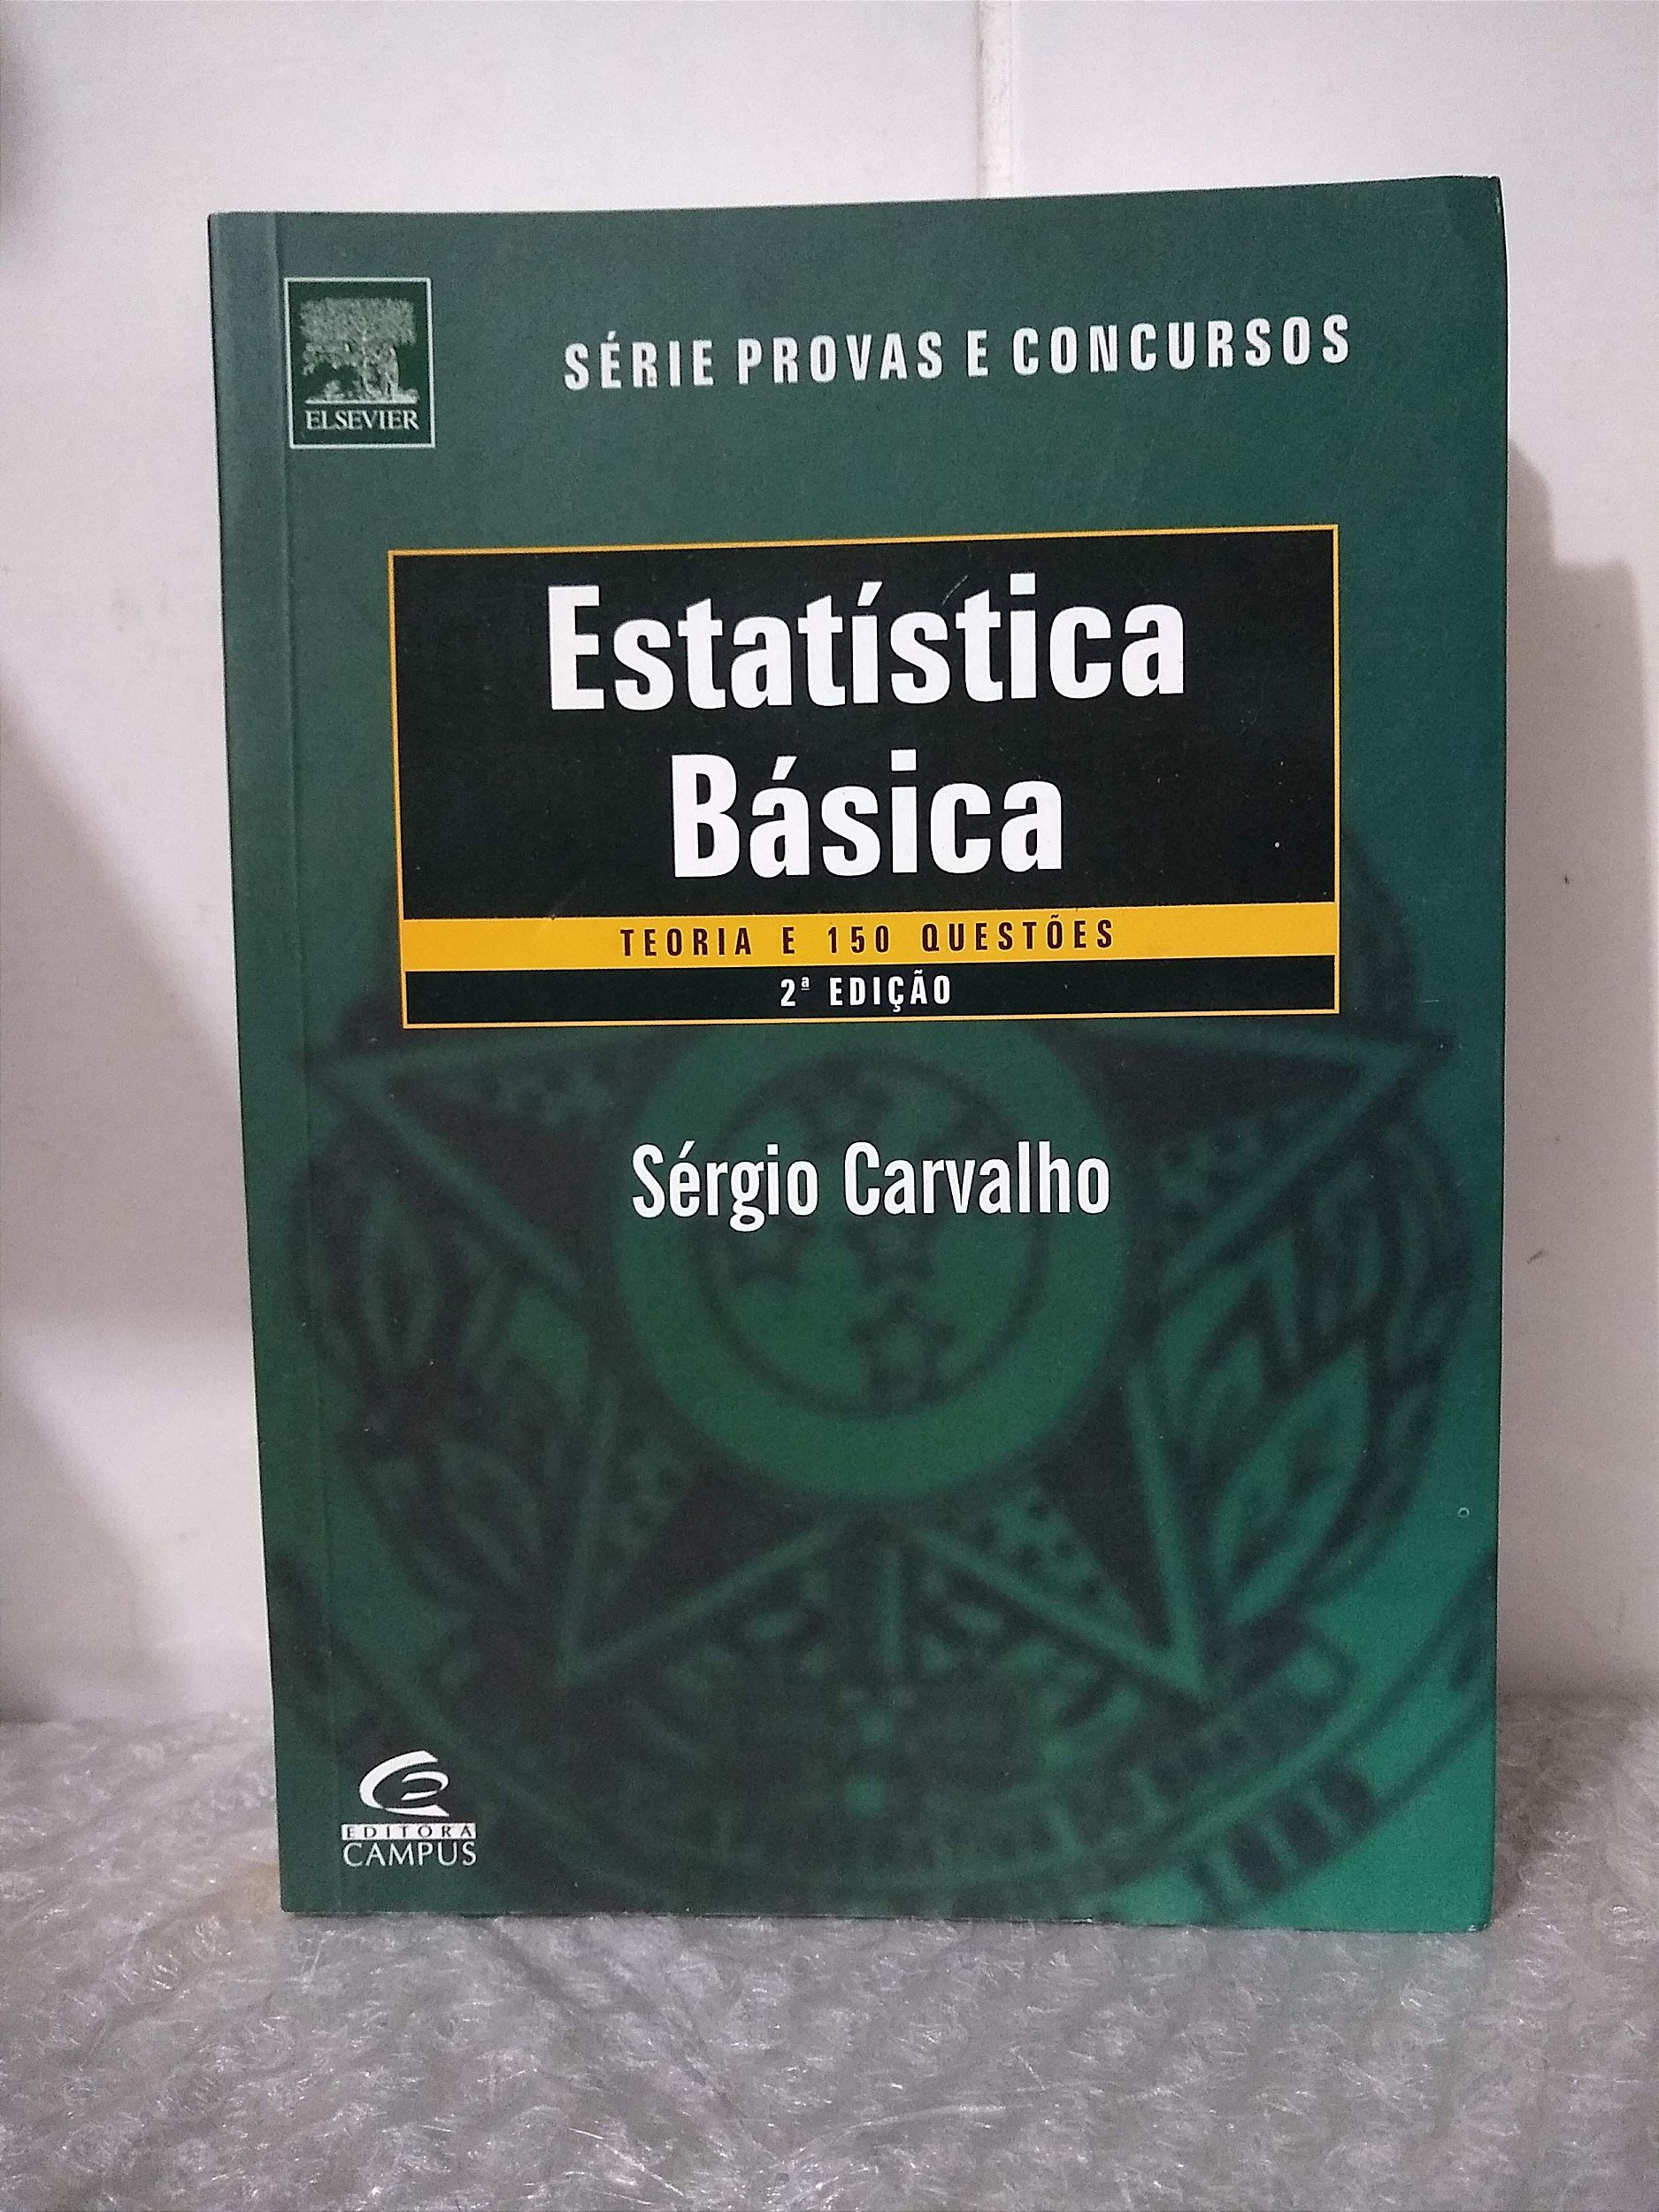 ELSEVIER
SÉRIE PROVAS E CONCURSOS
Estatística
Básica
TEORIA E 150 QUESTÕES
2ª EDIÇÃO
Sérgio Carvalho
EDITORA
CAMPUS